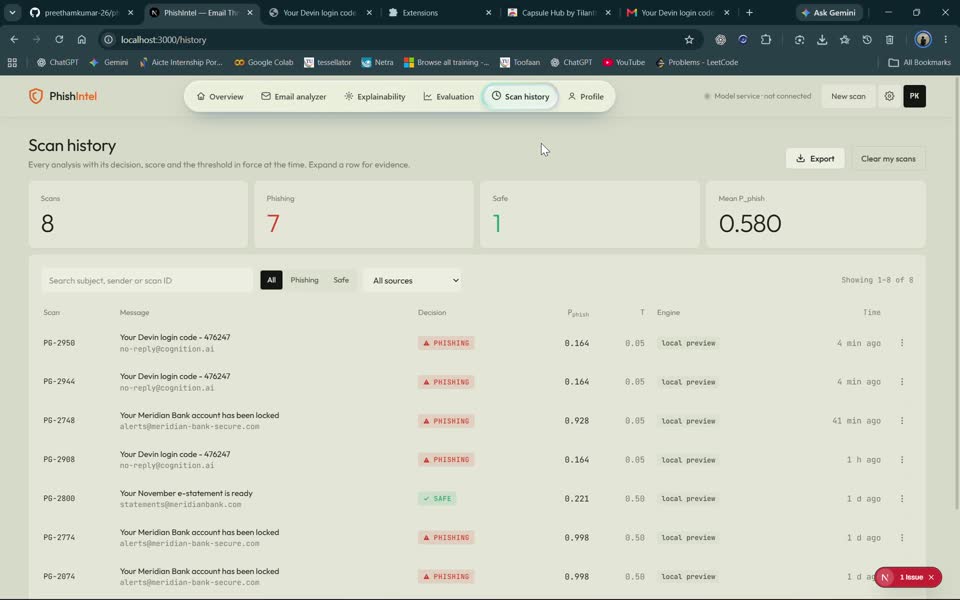 preethamkumar-26/ph
PhishIntel — Email Th
Your Devin login code
Extensions
Capsule Hub by Tilant
Your Devin login code
Ask Gemini
localhost:3000/history
ChatGPT
Gemini
Aicte Internship Por...
Google Colab
tessellator
Netra
Browse all training -...
Toofaan
ChatGPT
YouTube
Problems - LeetCode
All Bookmarks
PhishIntel
Overview
Email analyzer
Explainability
Evaluation
Scan history
Profile
Model service · not connected
New scan
PK
Scan history
Every analysis with its decision, score and the threshold in force at the time. Expand a row for evidence.
Export
Clear my scans
Scans
8
Phishing
7
Safe
1
Mean P_phish
0.580
Search subject, sender or scan ID
All
Phishing
Safe
All sources
Showing 1–8 of 8
Scan Message Decision Pphish T Engine Time
PG-2950 Your Devin login code - 476247 PHISHING 0.164 0.05 local preview 4 min ago
no-reply@cognition.ai
PG-2944 Your Devin login code - 476247 PHISHING 0.164 0.05 local preview 4 min ago
no-reply@cognition.ai
PG-2748 Your Meridian Bank account has been locked PHISHING 0.928 0.05 local preview 41 min ago
alerts@meridian-bank-secure.com
PG-2908 Your Devin login code - 476247 PHISHING 0.164 0.05 local preview 1 h ago
no-reply@cognition.ai
PG-2800 Your November e-statement is ready SAFE 0.221 0.50 local preview 1 d ago
statements@meridianbank.com
PG-2774 Your Meridian Bank account has been locked PHISHING 0.998 0.50 local preview 1 d ago
alerts@meridian-bank-secure.com
PG-2074 Your Meridian Bank account has been locked PHISHING 0.998 0.50 local preview 1 d ag
alerts@meridian-bank-secure.com
N 1 Issue